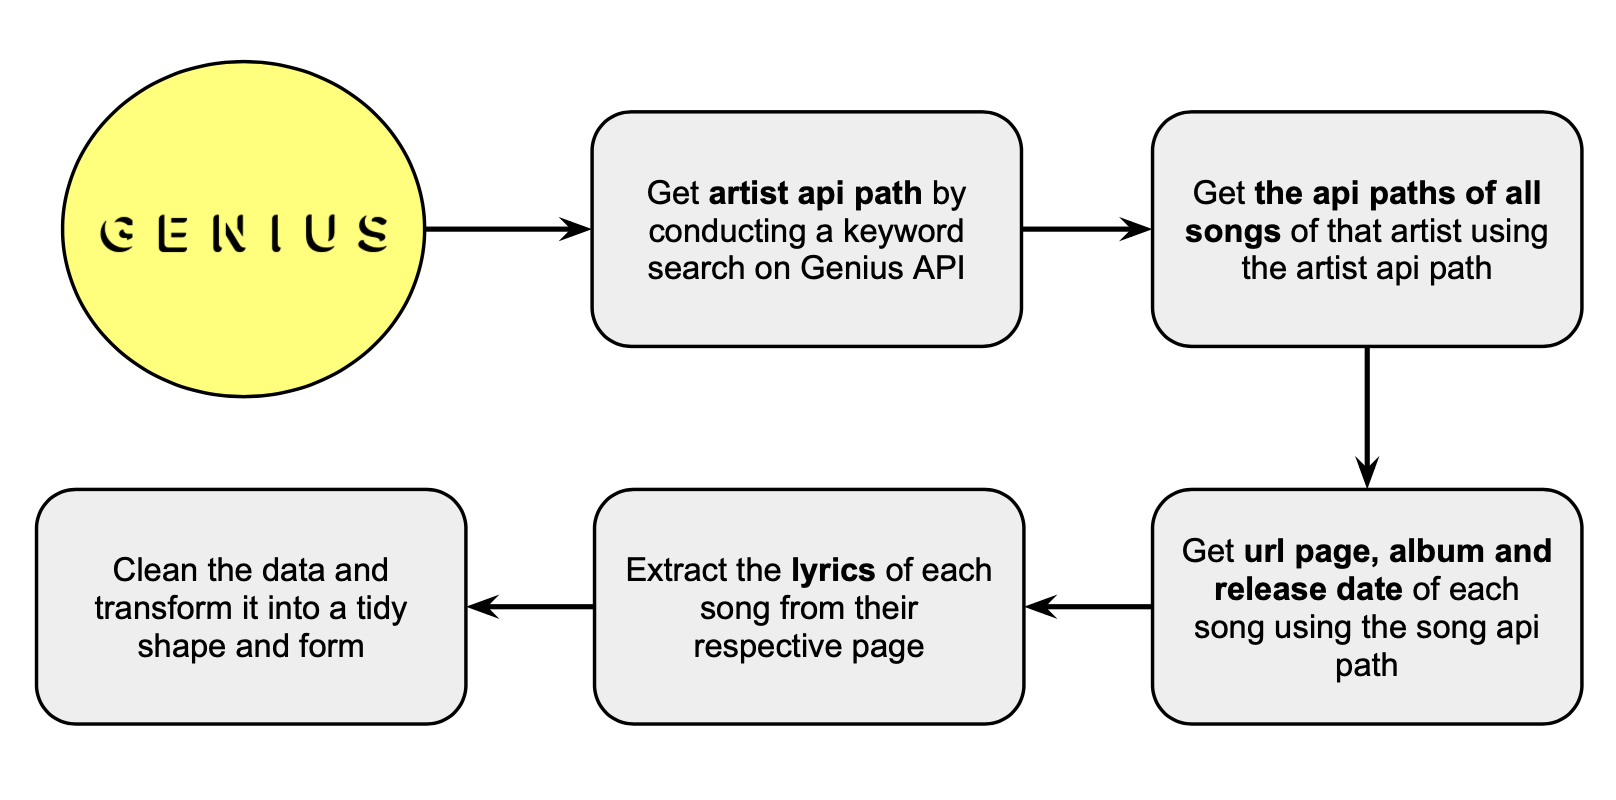 GENIUS
Get artist api path by
conducting a keyword
search on Genius API
Get the api paths of all
songs of that artist using
the artist api path
Get url page, album and
release date of each
song using the song api
path
Extract the lyrics of each
song from their
respective page
Clean the data and
transform it into a tidy
shape and form